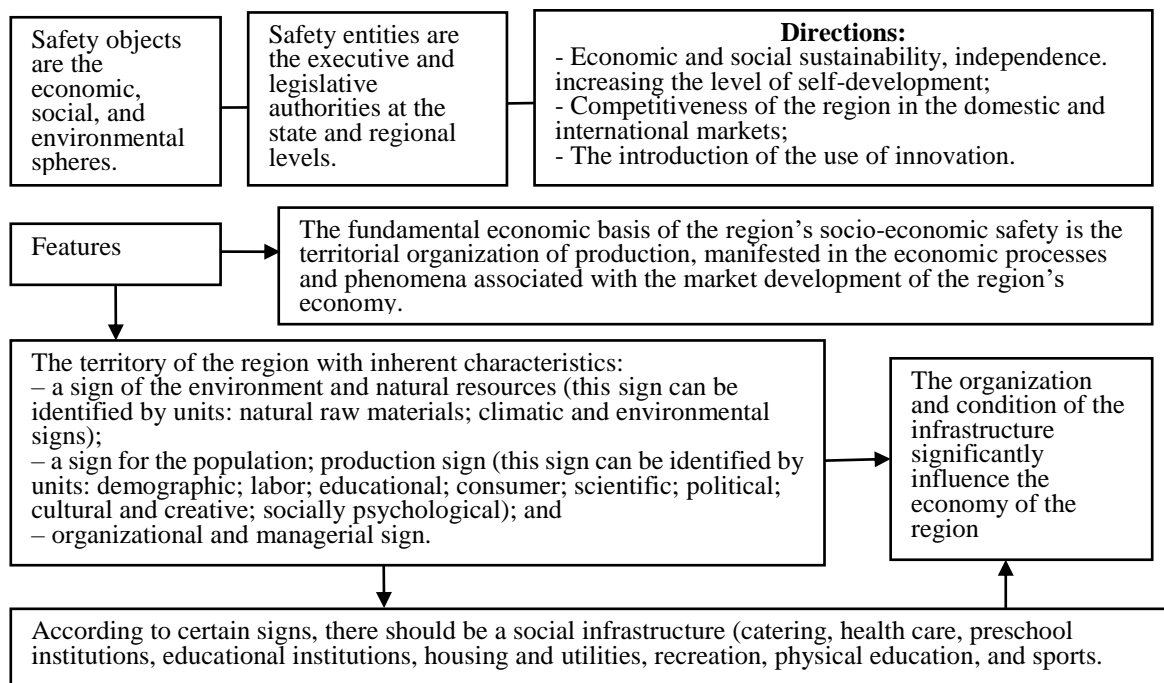 Safety objects
are the
economic,
social, and
environmental
spheres.
Safety entities are
the executive and
legislative
authorities at the
state and regional
levels.
Directions:
- Economic and social sustainability, independence.
increasing the level of self-development;
- Competitiveness of the region in the domestic and
international markets;
- The introduction of the use of innovation.
Features
The fundamental economic basis of the region’s socio-economic safety is the
territorial organization of production, manifested in the economic processes
and phenomena associated with the market development of the region’s
economy.
The territory of the region with inherent characteristics:
– a sign of the environment and natural resources (this sign can be
identified by units: natural raw materials; climatic and environmental
signs);
– a sign for the population; production sign (this sign can be identified by
units: demographic; labor; educational; consumer; scientific; political;
cultural and creative; socially psychological); and
– organizational and managerial sign.
The organization
and condition of the
infrastructure
significantly
influence the
economy of the
region
According to certain signs, there should be a social infrastructure (catering, health care, preschool
institutions, educational institutions, housing and utilities, recreation, physical education, and sports.